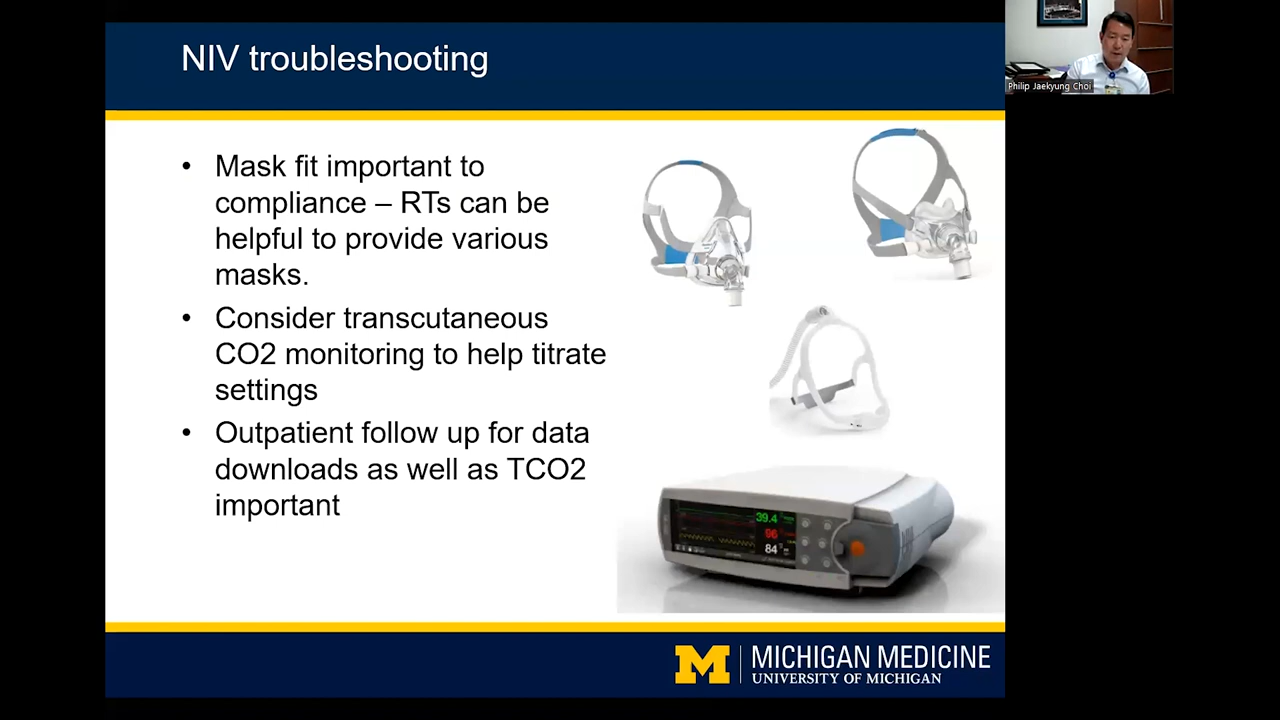 NIV troubleshooting
Philip Jaekyung Choi
• Mask fit important to
compliance – RTs can be
helpful to provide various
masks.
• Consider transcutaneous
CO2 monitoring to help titrate
settings
• Outpatient follow up for data
downloads as well as TCO2
important
39.4
96
84
M
MICHIGAN MEDICINE
UNIVERSITY OF MICHIGAN